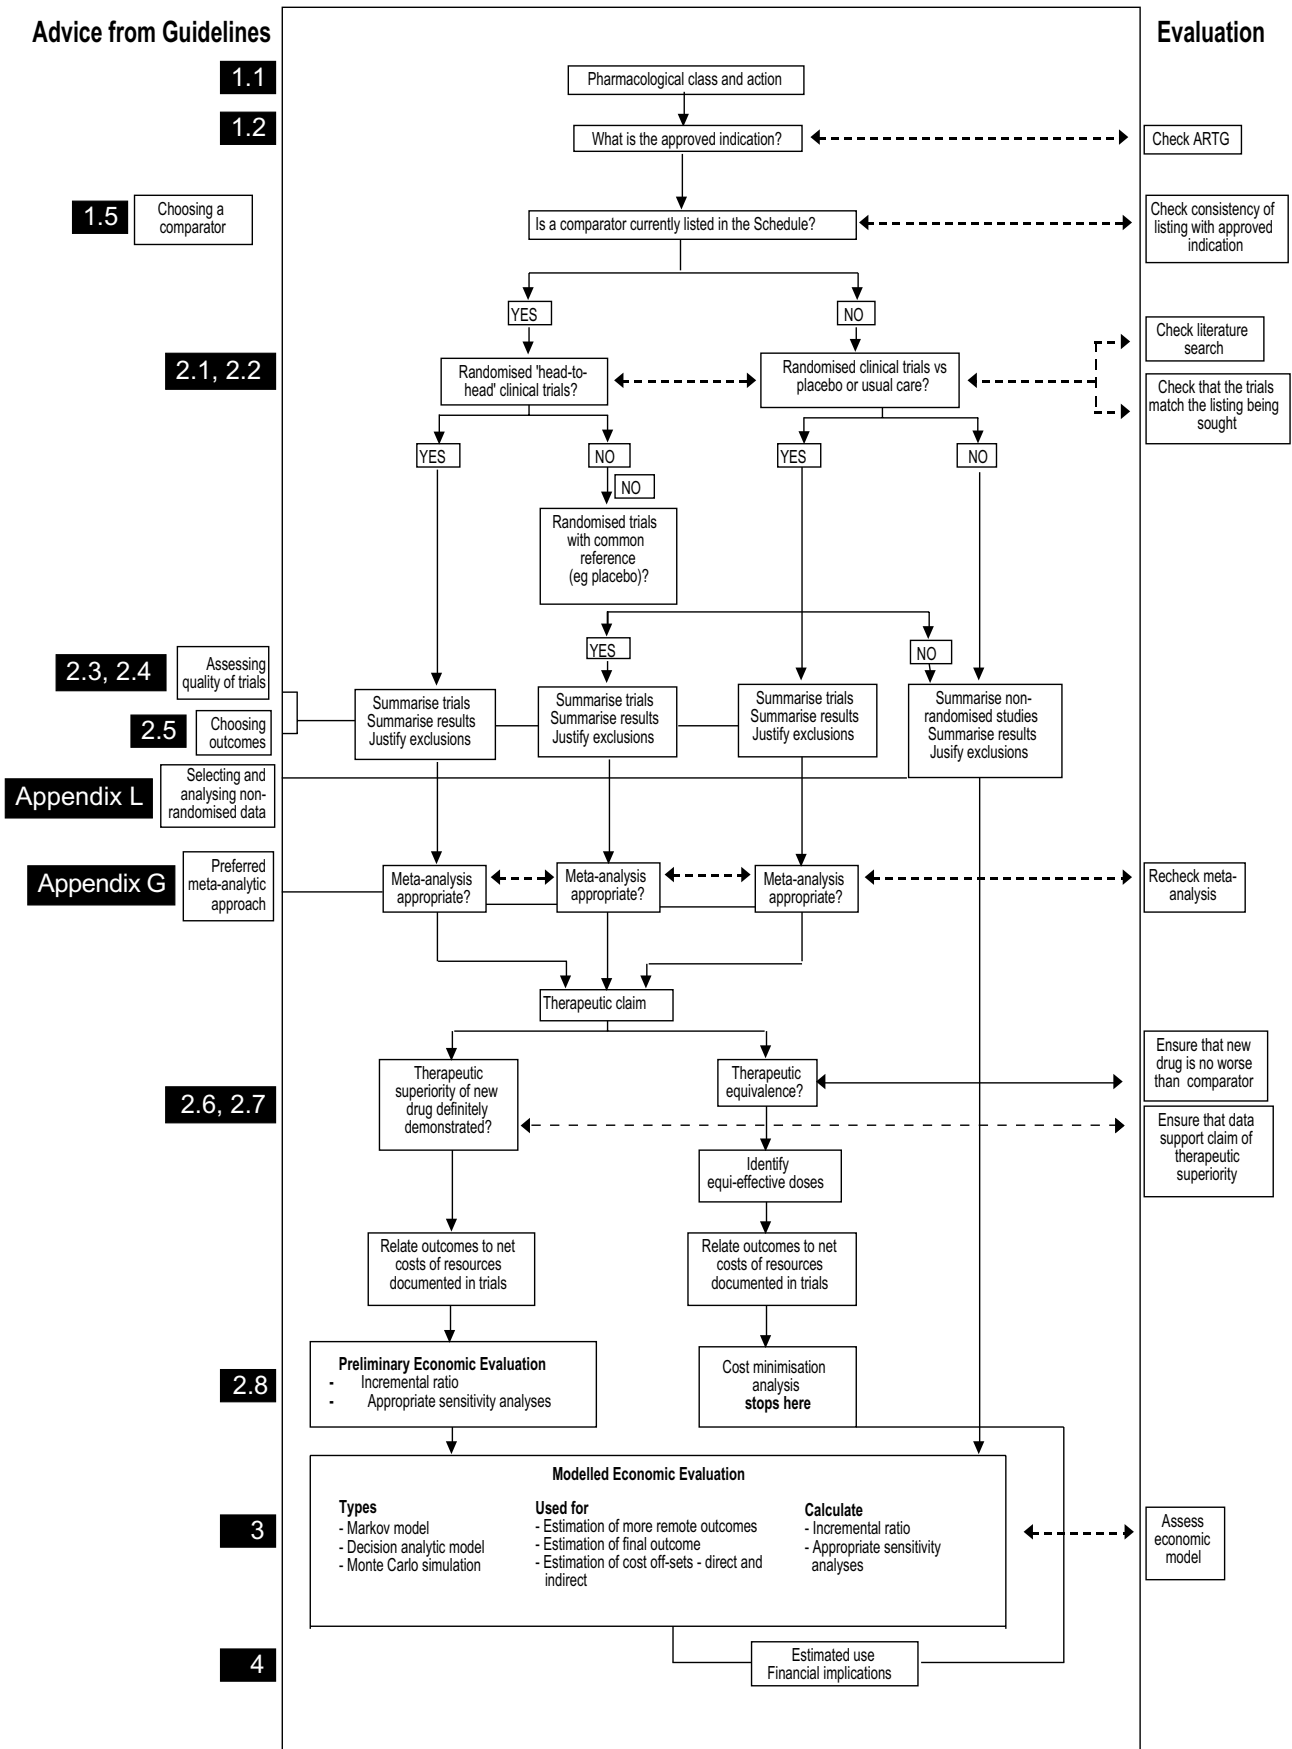 Advice from Guidelines
Evaluation
1.1
Pharmacological class and action
1.2
What is the approved indication?
Check ARTG
1.5
Choosing a
comparator
Is a comparator currently listed in the Schedule?
Check consistency of
listing with approved
indication
YES
NO
2.1, 2.2
Randomised 'head-to-
head' clinical trials?
Randomised clinical trials vs
placebo or usual care?
Check literature
search
Check that the trials
match the listing being
sought
YES
NO
YES
NO
NO
Randomised trials
with common
reference
(eg placebo)?
YES
NO
2.3, 2.4
Assessing
quality of trials
2.5
Choosing
outcomes
Summarise trials
Summarise results
Justify exclusions
Summarise trials
Summarise results
Justify exclusions
Summarise trials
Summarise results
Justify exclusions
Summarise non-
randomised studies
Summarise results
Jusify exclusions
Appendix L
Selecting and
analysing non-
randomised data
Appendix G
Preferred
meta-analytic
approach
Meta-analysis
appropriate?
Meta-analysis
appropriate?
Meta-analysis
appropriate?
Recheck meta-
analysis
Therapeutic claim
2.6, 2.7
Therapeutic
superiority of new
drug definitely
demonstrated?
Therapeutic
equivalence?
Ensure that new
drug is no worse
than comparator
Ensure that data
support claim of
therapeutic
superiority
Identify
equi-effective doses
Relate outcomes to net
costs of resources
documented in trials
Relate outcomes to net
costs of resources
documented in trials
2.8
Preliminary Economic Evaluation
- Incremental ratio
- Appropriate sensitivity analyses
Cost minimisation
analysis
stops here
3
Modelled Economic Evaluation
Types
- Markov model
- Decision analytic model
- Monte Carlo simulation
Used for
- Estimation of more remote outcomes
- Estimation of final outcome
- Estimation of cost off-sets - direct and
indirect
Calculate
- Incremental ratio
- Appropriate sensitivity
analyses
Assess
economic
model
4
Estimated use
Financial implications